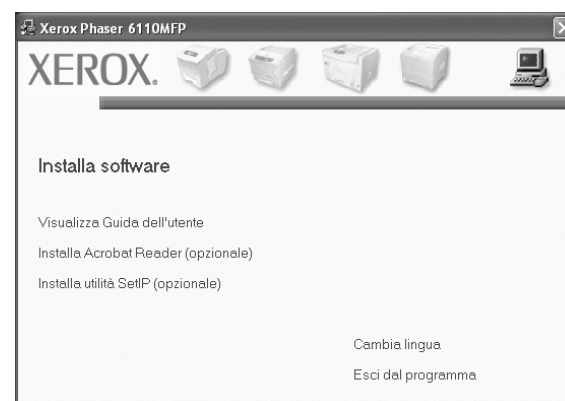 Xerox Phaser 6110MFP
XEROX.
Installa software
Visualizza Guida dell'utente
Installa Acrobat Reader (opzionale)
Installa utilità SetIP (opzionale)
Cambia lingua
Esci dal programma